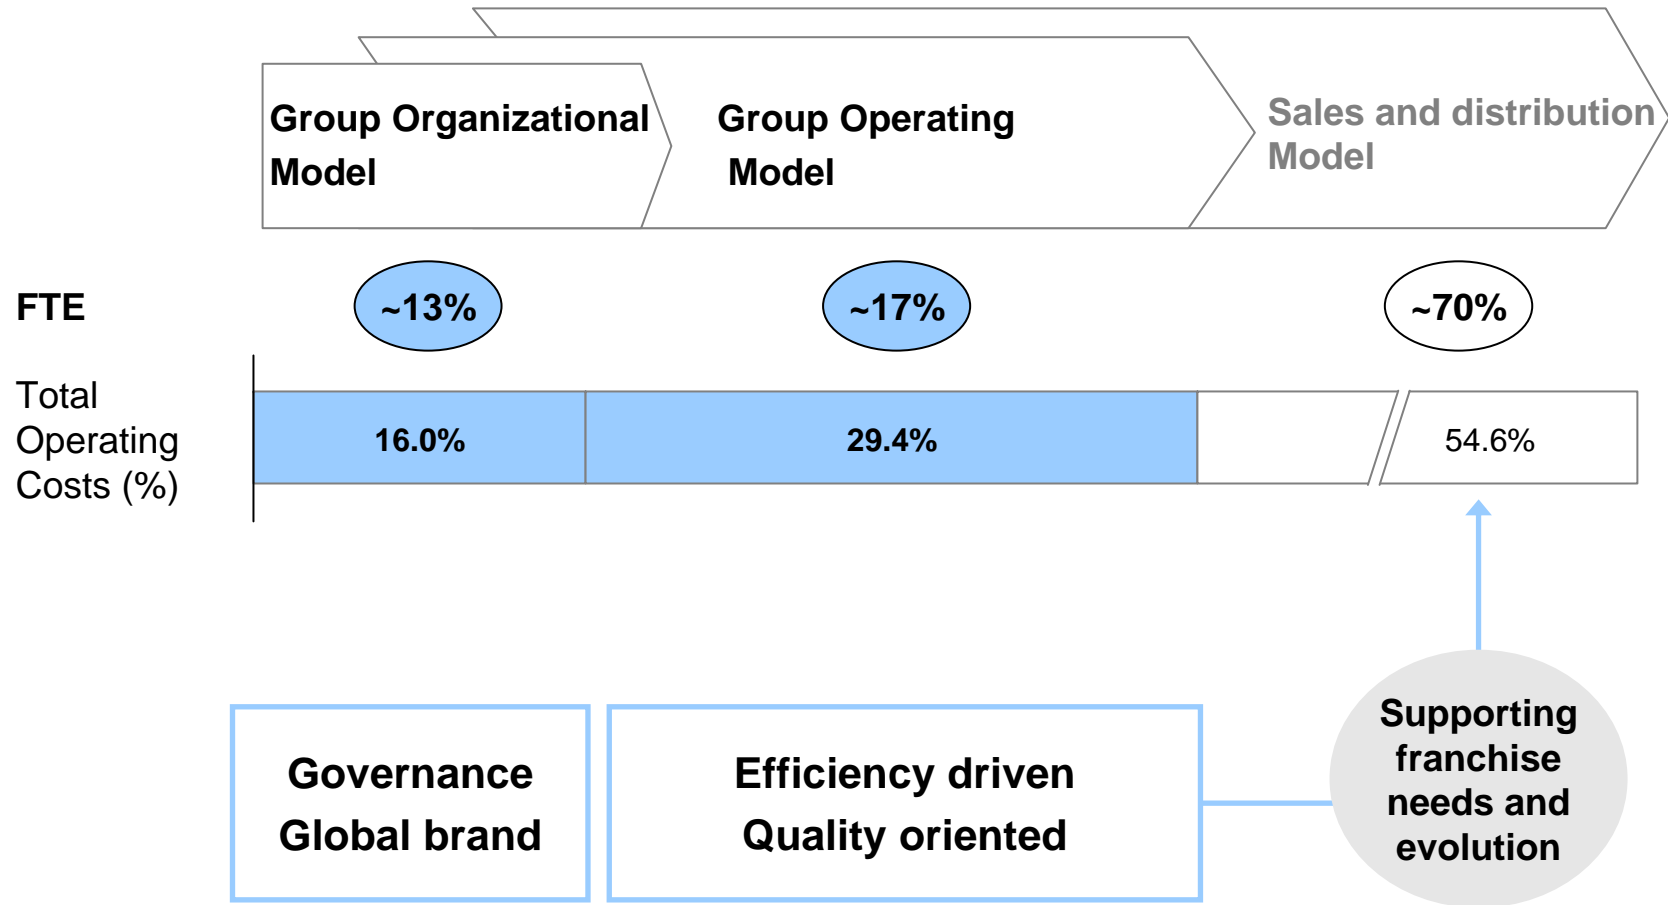 Group Organizational
Model
Group Operating
Model
Sales and distribution
Model
FTE
~13%
~17%
~70%
Total
Operating
Costs (%)
16.0%
29.4%
54.6%
Governance
Global brand
Efficiency driven
Quality oriented
Supporting
franchise
needs and
evolution